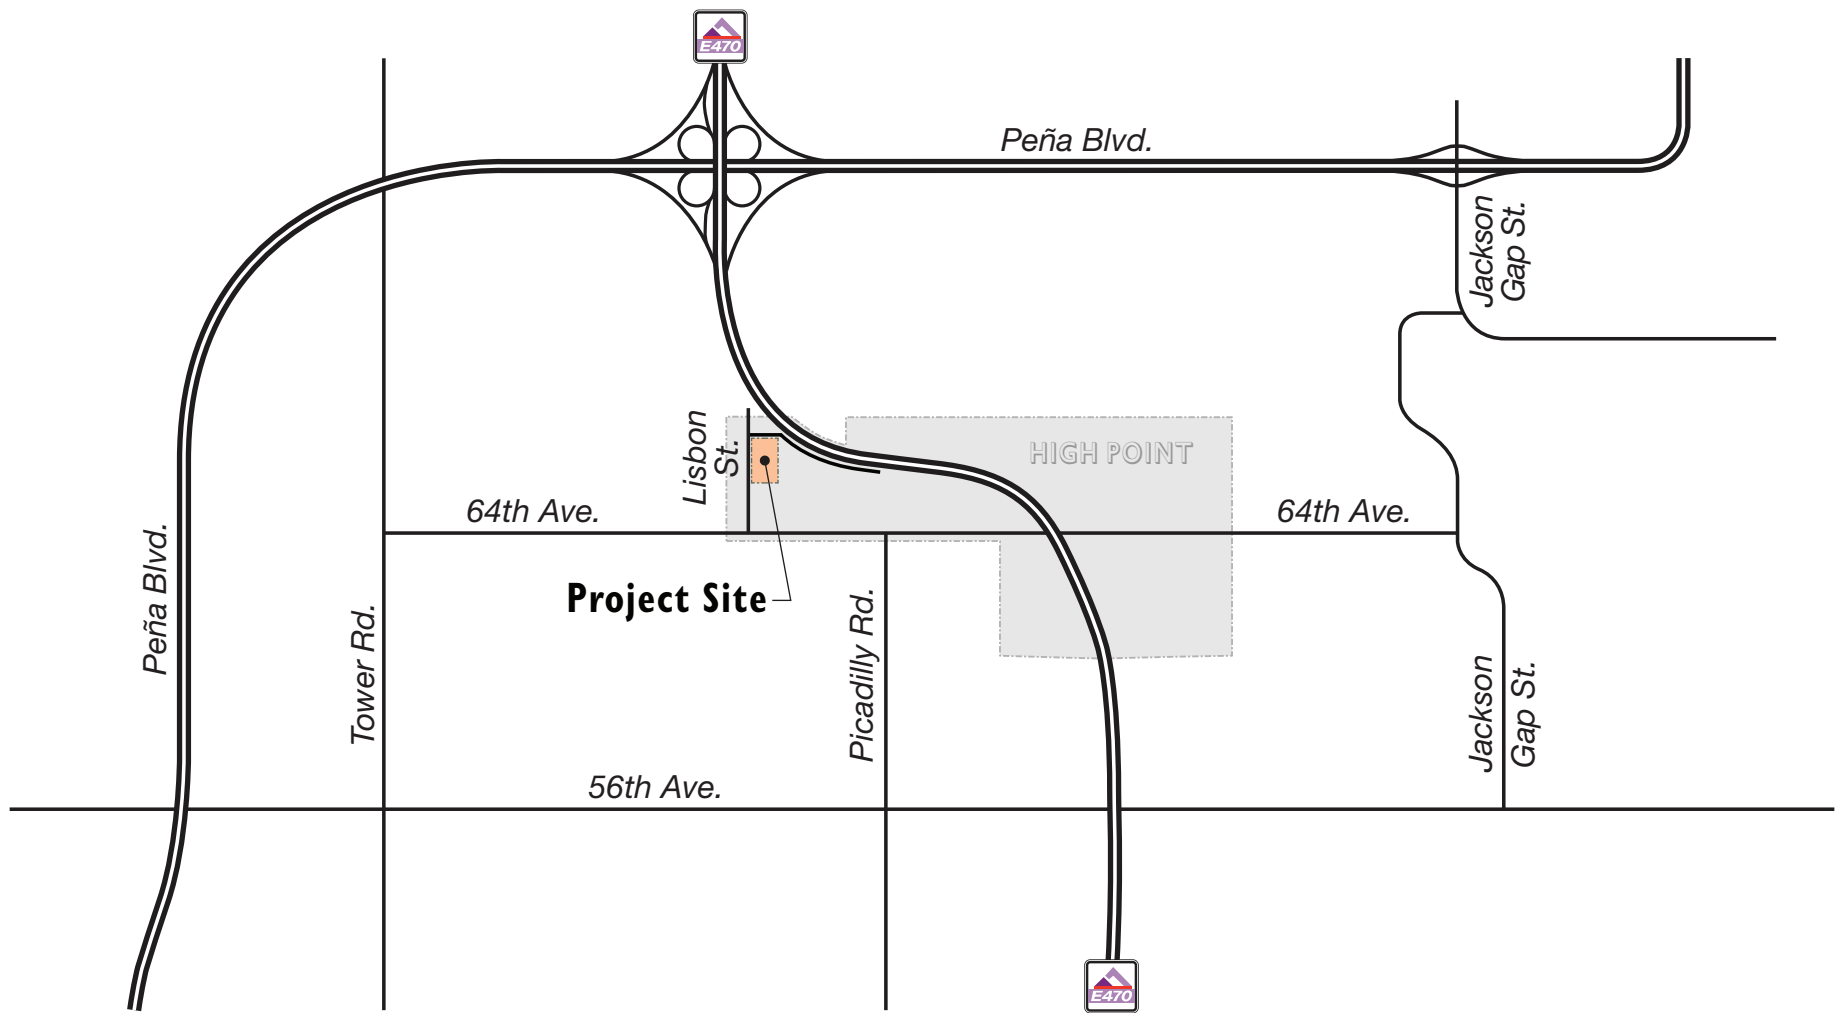 E470
Peña Blvd.
Jackson
Gap St.
Lisbon
St.
HIGH POINT
64th Ave.
64th Ave.
Peña Blvd.
Project Site
Tower Rd.
Picadilly Rd.
Jackson
Gap St.
56th Ave.
E470